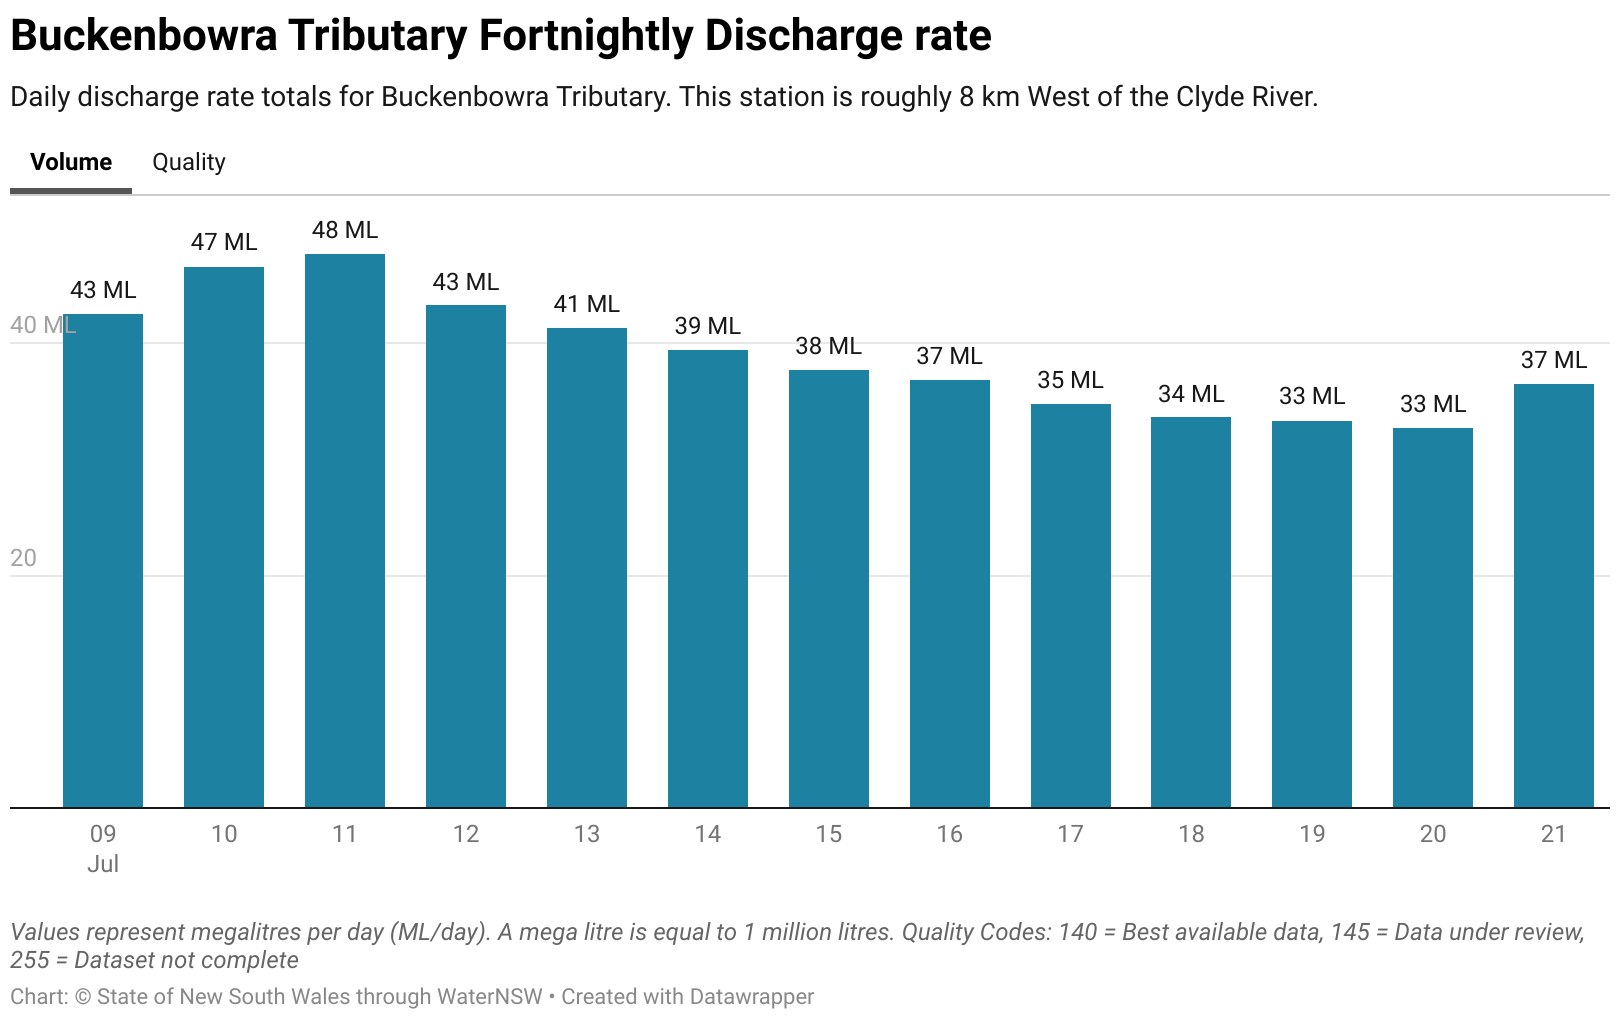 Buckenbowra Tributary Fortnightly Discharge rate
Daily discharge rate totals for Buckenbowra Tributary. This station is roughly 8 km West of the Clyde River.
Volume Quality
48 ML
47 ML
43 ML
43 ML
41 ML
40 ML
39 ML
38 ML
37 ML
37 ML
35 ML
34 ML
33 ML
33 ML
20
09 10 11 12 13 14 15 16 17 18 19 20 21
Jul
Values represent megalitres per day (ML/day). A mega litre is equal to 1 million litres. Quality Codes: 140 = Best available data, 145 = Data under review,
255 = Dataset not complete
Chart: © State of New South Wales through WaterNSW • Created with Datawrapper